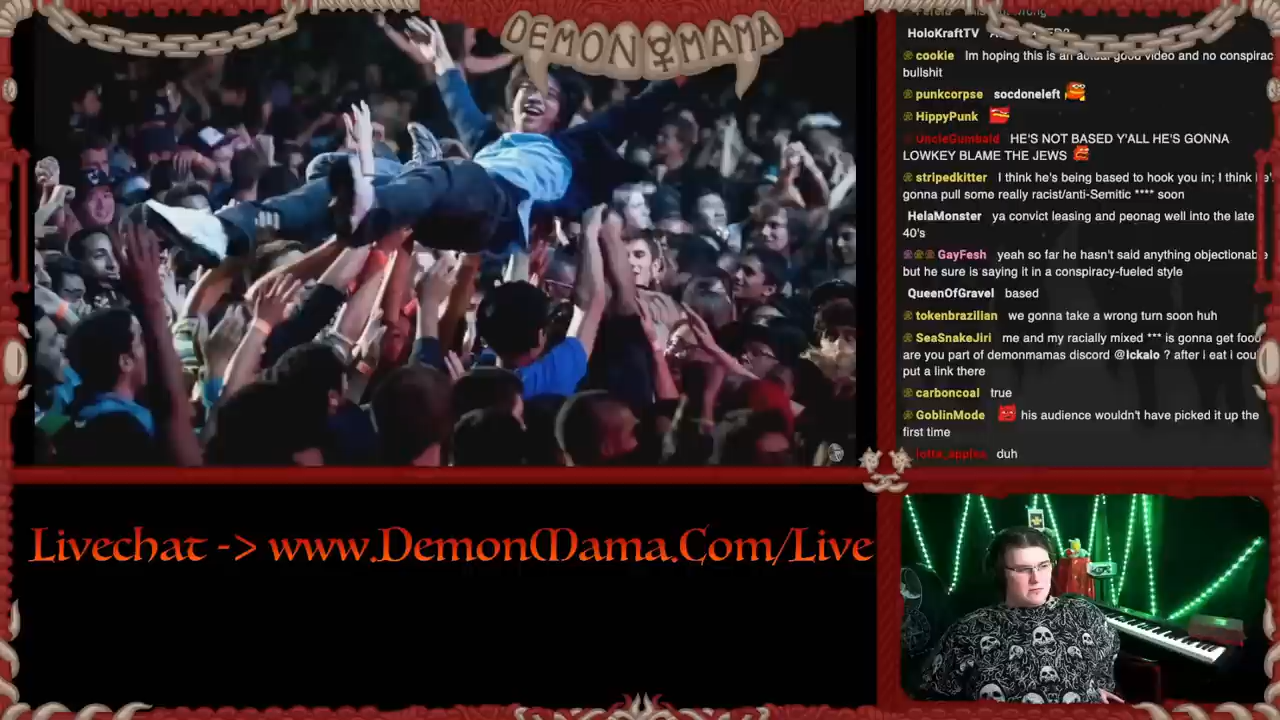 DEMON MAMA
HoloKraftTV
cookie Im hoping this is an actual good video and no conspirac
bullshit
punkcorpse socdoneleft
HippyPunk
UncleGumbald HE'S NOT BASED Y'ALL HE'S GONNA
LOWKEY BLAME THE JEWS
stripedkitter I think he's being based to hook you in; I think he's
gonna pull some really racist/anti-Semitic **** soon
HelaMonster ya convict leasing and peonag well into the late
40's
GayFesh yeah so far he hasn't said anything objectionable
but he sure is saying it in a conspiracy-fueled style
QueenOfGravel based
tokenbrazilian we gonna take a wrong turn soon huh
SeaSnakeJiri me and my racially mixed *** is gonna get food
are you part of demonmamas discord @Ickalo ? after i eat i cou
put a link there
carboncoal true
GoblinMode his audience wouldn't have picked it up the
first time
lotta_apples duh
Livechat -> www.DemonMama.Com/Live